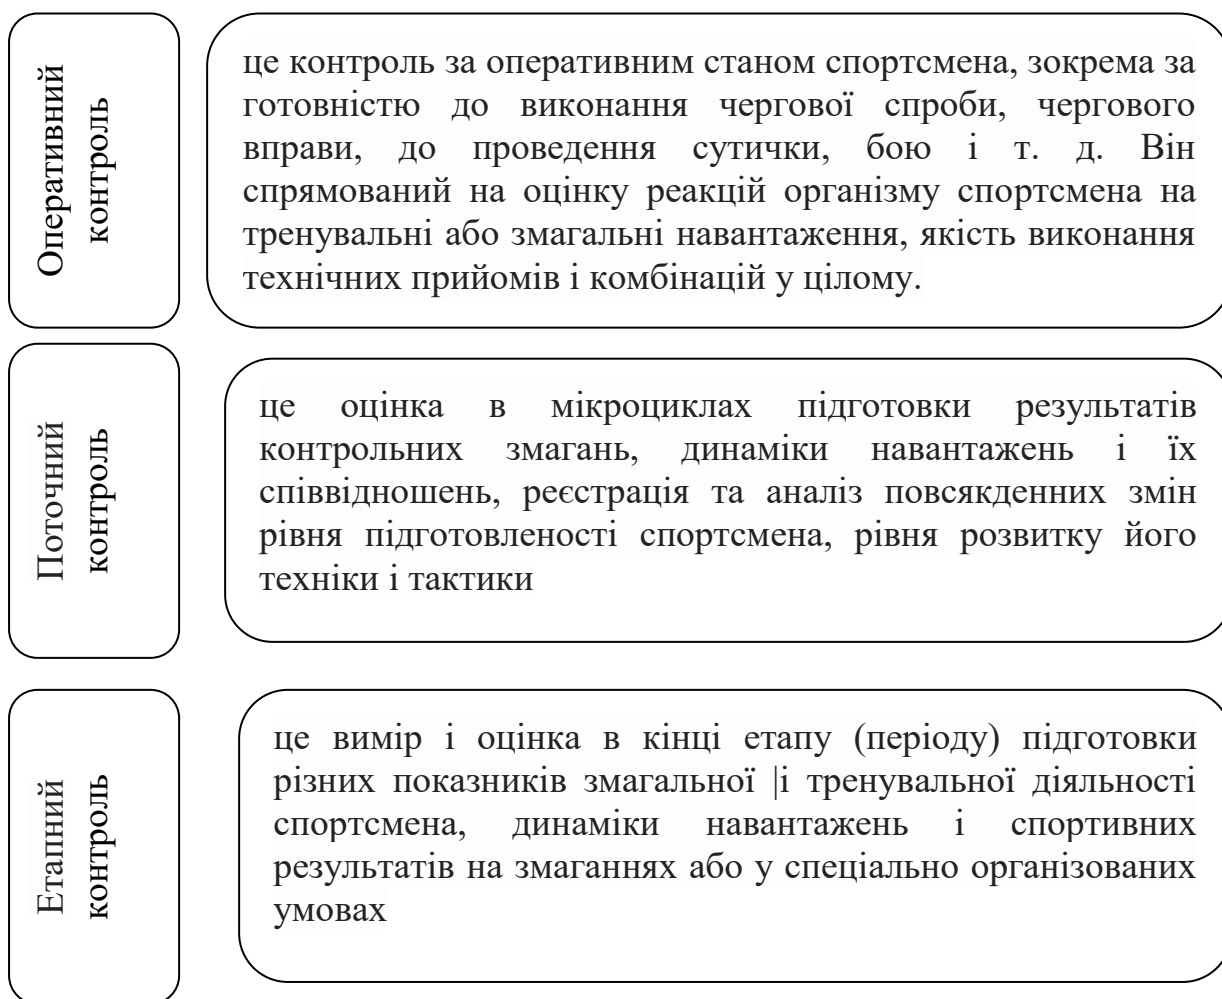 Оперативний
контроль
це контроль за оперативним станом спортсмена, зокрема за
готовністю до виконання чергової спроби, чергового
вправи, до проведення сутички, бою і т. д. Він
спрямований на оцінку реакцій організму спортсмена на
тренувальні або змагальні навантаження, якість виконання
технічних прийомів і комбінацій у цілому.
Поточний
контроль
це оцінка в мікроциклах підготовки результатів
контрольних змагань, динаміки навантажень і їх
співвідношень, реєстрація та аналіз повсякденних змін
рівня підготовленості спортсмена, рівня розвитку його
техніки і тактики
Етапний
контроль
це вимір і оцінка в кінці етапу (періоду) підготовки
різних показників змагальної |і тренувальної діяльності
спортсмена, динаміки навантажень і спортивних
результатів на змаганнях або у спеціально організованих
умовах